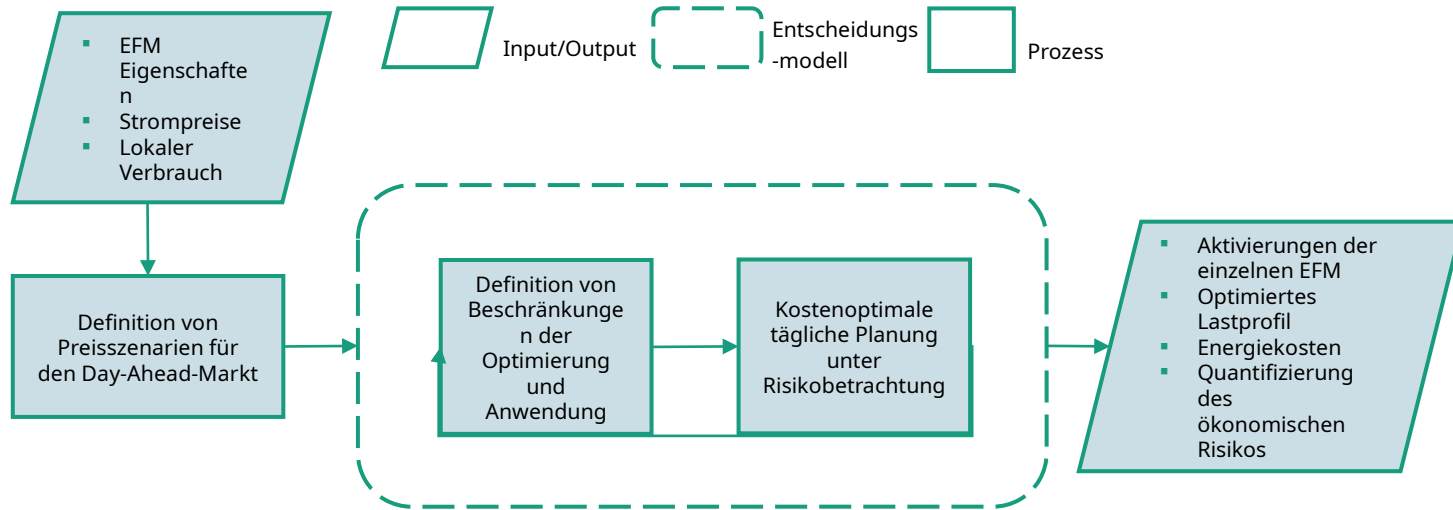 EFM
Eigenschafte
n
Strompreise
Lokaler
Verbrauch
Input/Output
Entscheidungs
-modell
Prozess
Definition von
Preisszenarien für
den Day-Ahead-Markt
Definition von
Beschränkunge
n der
Optimierung
und
Anwendung
Kostenoptimale
tägliche Planung
unter
Risikobetrachtung
Aktivierungen der
einzelnen EFM
Optimiertes
Lastprofil
Energiekosten
Quantifizierung
des
ökonomischen
Risikos